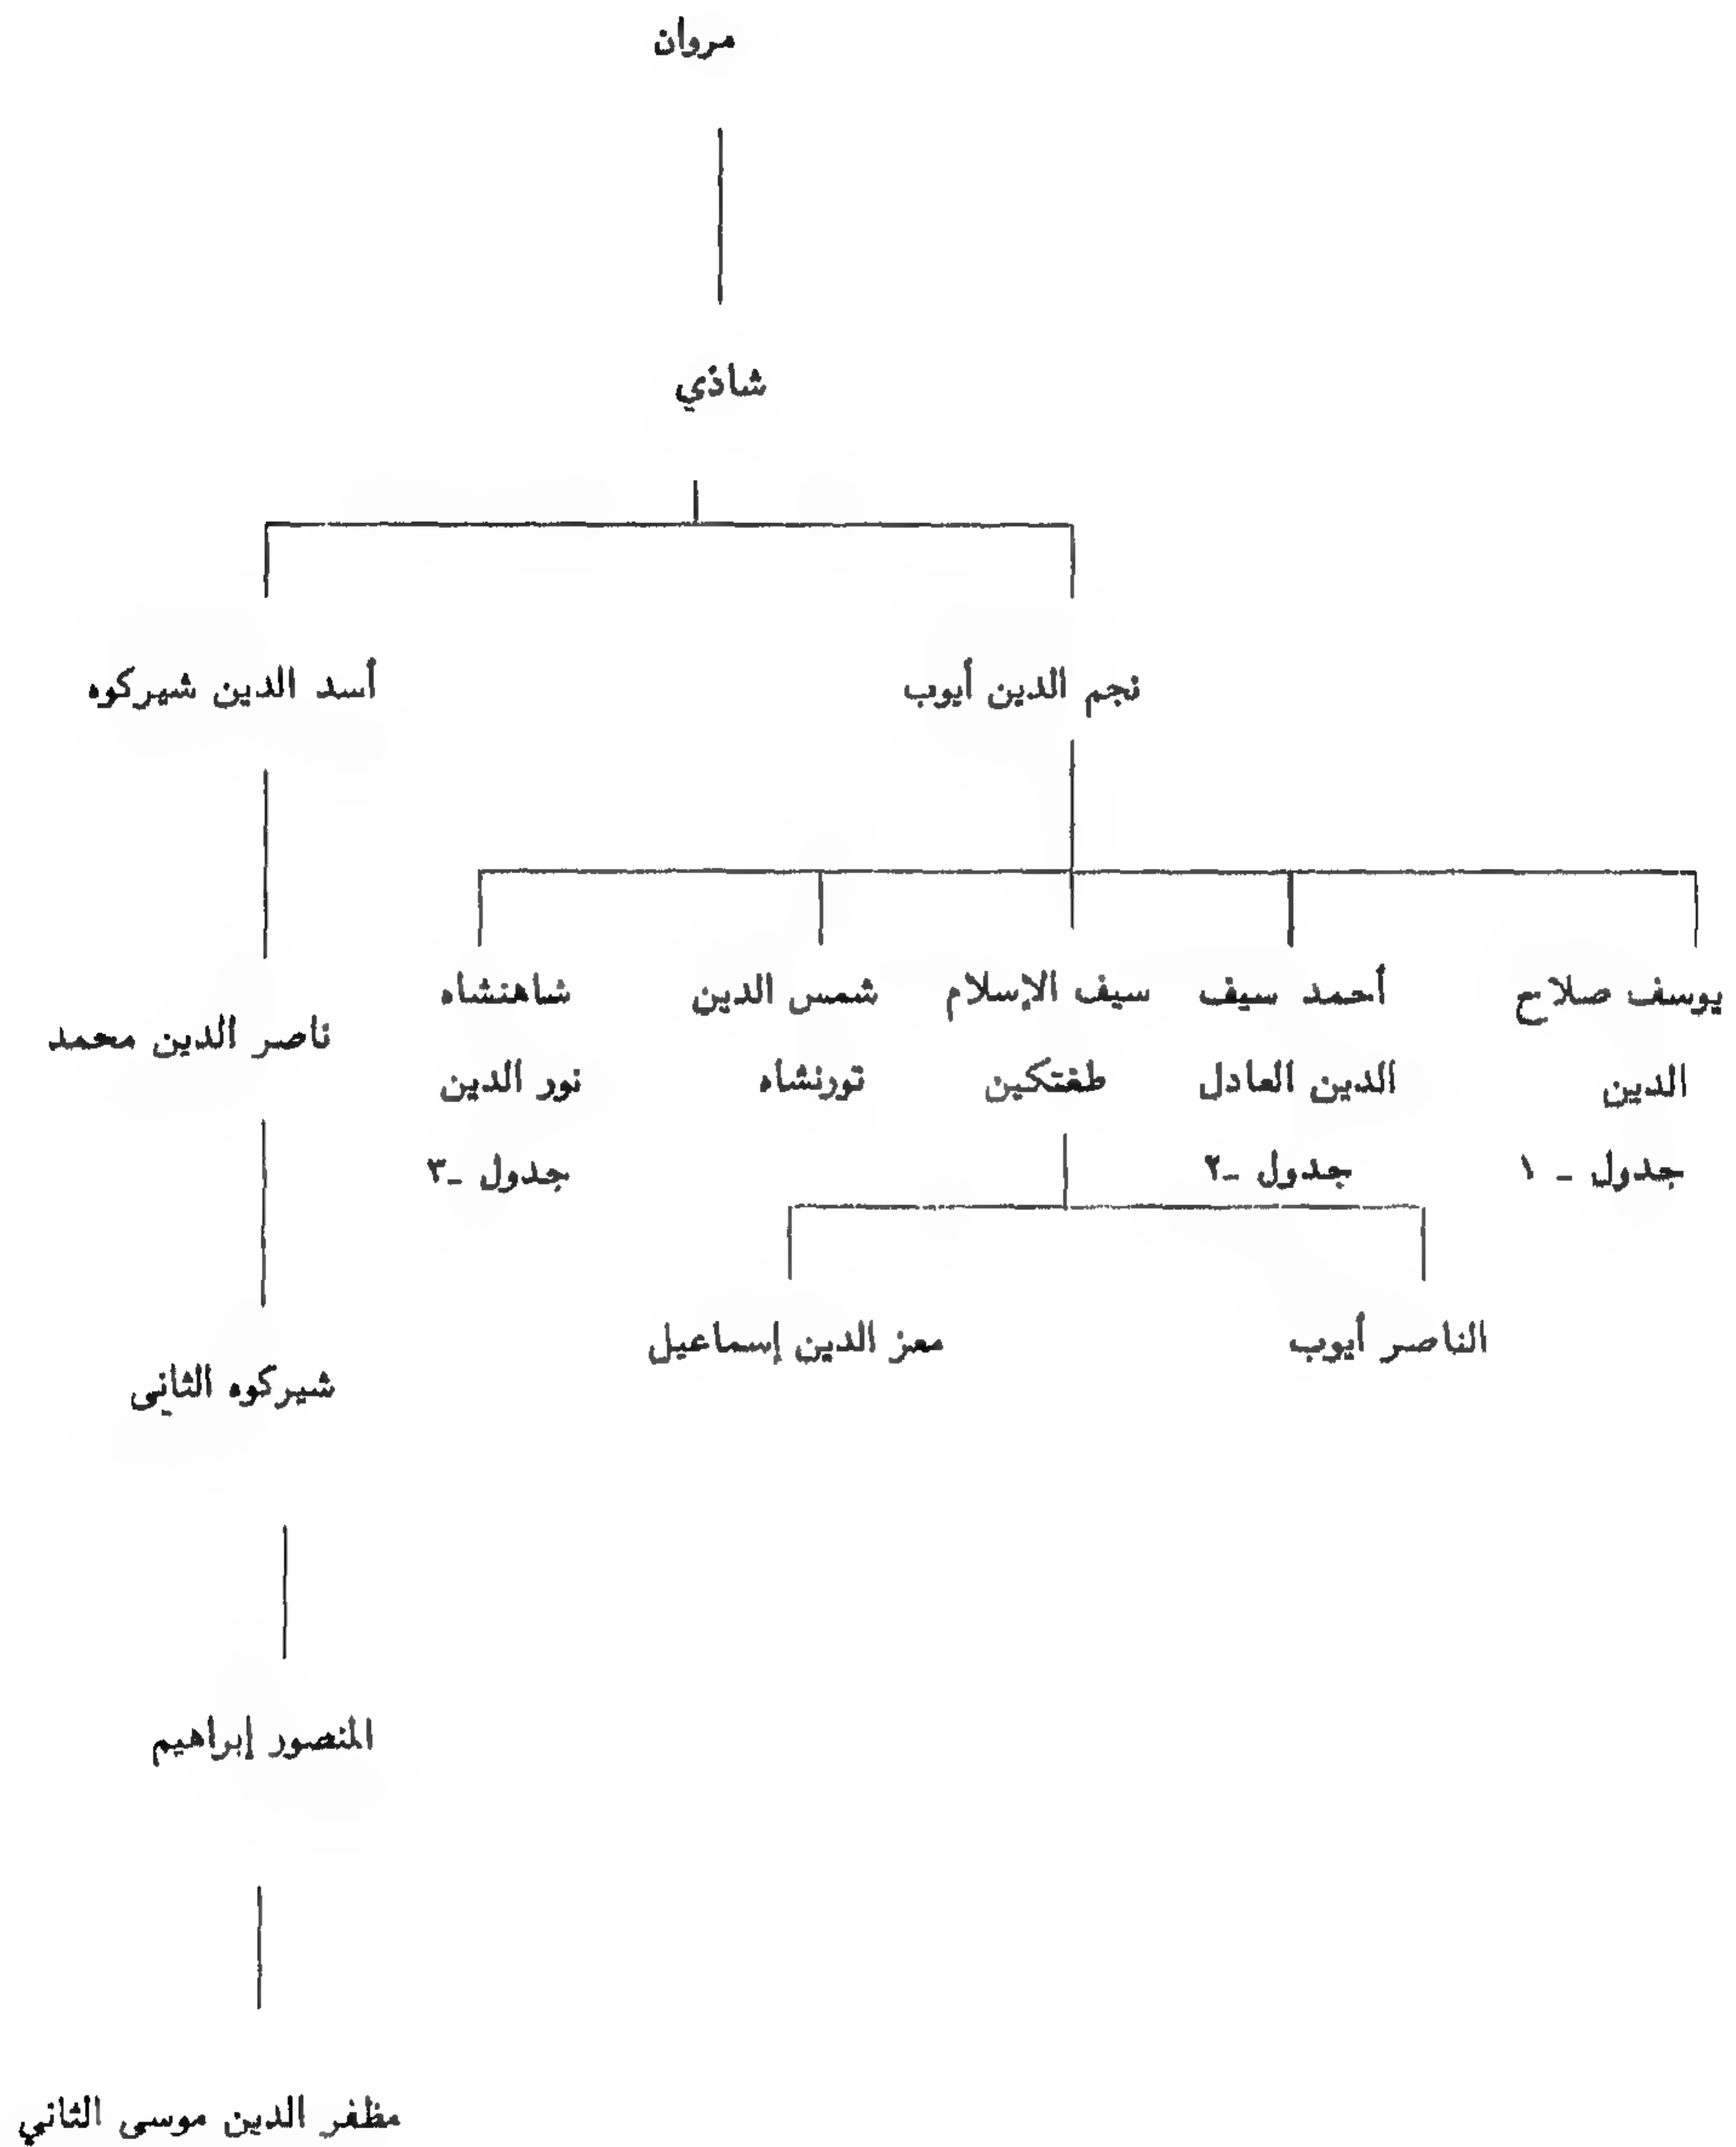 مروان
شاذي
نجم الدين أيوب
أسد الدين شيركوه
يوسف صلاح
الدين
جدول - ١
أحمد سيف
الدين العادل
جدول -٢
سيف الإسلام
طغتكين
شمس الدين
تورنشاه
شاهنشاه
نور الدين
جدول -٣
ناصر الدين محمد
الناصر أيوب
معز الدين إسماعيل
شيركوه الثاني
المنصور إبراهيم
مظفر الدين موسى الثاني